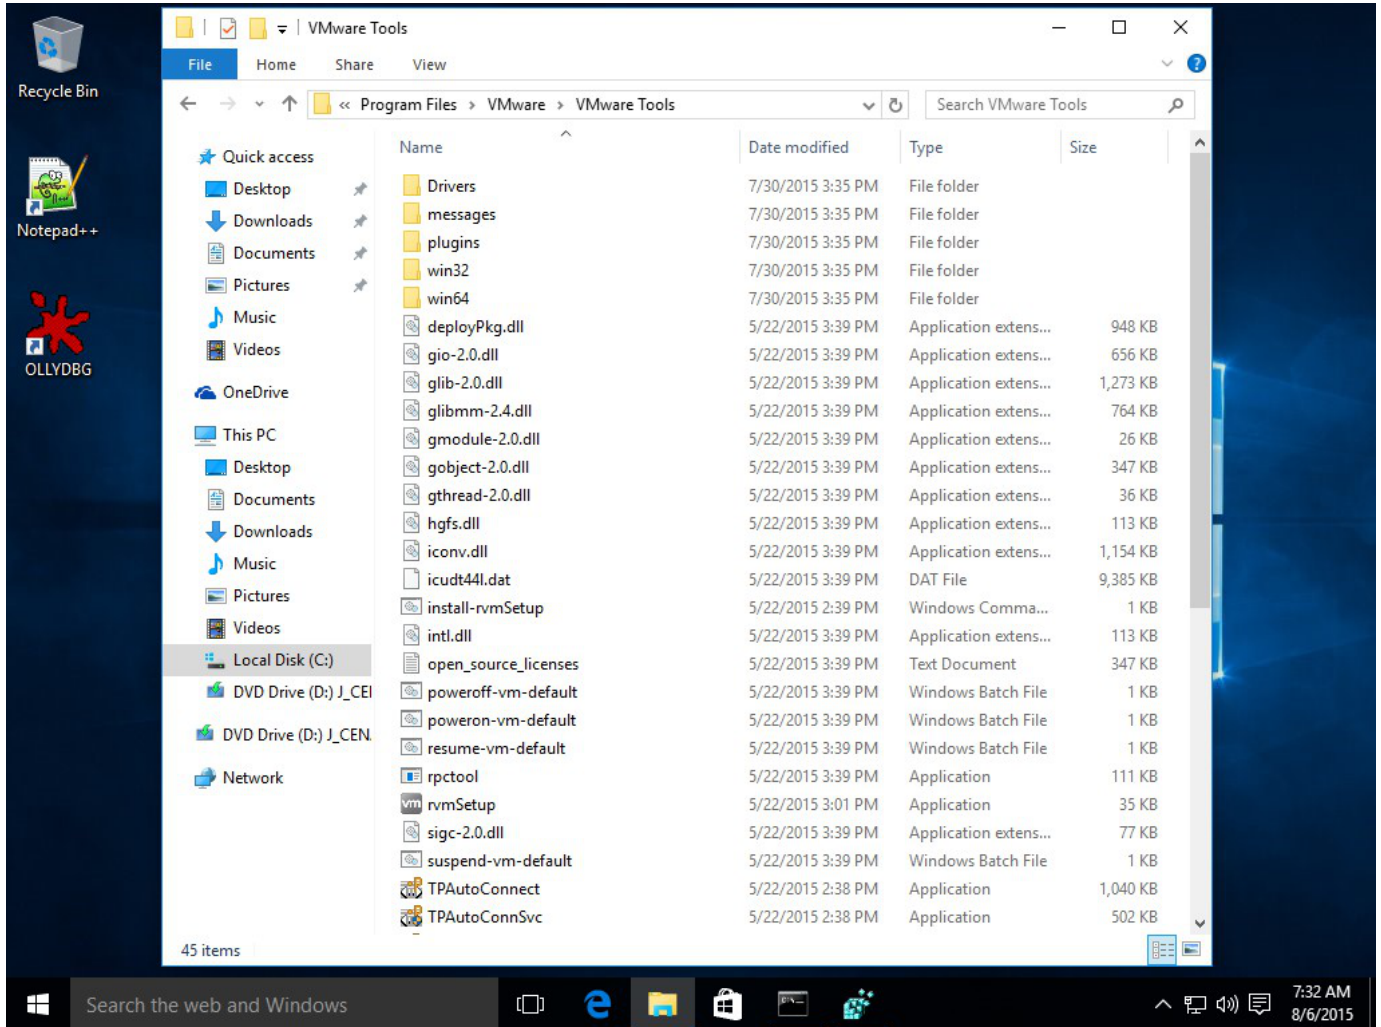 Recycle Bin
Notepad++
OLLYDBG
VMware Tools
File Home Share View
« Program Files › VMware › VMware Tools
Search VMware Tools
Quick access
Desktop
Downloads
Documents
Pictures
Music
Videos
OneDrive
This PC
Desktop
Documents
Downloads
Music
Pictures
Videos
Local Disk (C:)
DVD Drive (D:) J_CEI
DVD Drive (D:) J_CEN.
Network
Name Date modified Type Size
Drivers 7/30/2015 3:35 PM File folder
messages 7/30/2015 3:35 PM File folder
plugins 7/30/2015 3:35 PM File folder
win32 7/30/2015 3:35 PM File folder
win64 7/30/2015 3:35 PM File folder
deployPkg.dll 5/22/2015 3:39 PM Application extens... 948 KB
gio-2.0.dll 5/22/2015 3:39 PM Application extens... 656 KB
glib-2.0.dll 5/22/2015 3:39 PM Application extens... 1,273 KB
glibmm-2.4.dll 5/22/2015 3:39 PM Application extens... 764 KB
gmodule-2.0.dll 5/22/2015 3:39 PM Application extens... 26 KB
gobject-2.0.dll 5/22/2015 3:39 PM Application extens... 347 KB
gthread-2.0.dll 5/22/2015 3:39 PM Application extens... 36 KB
hgfs.dll 5/22/2015 3:39 PM Application extens... 113 KB
iconv.dll 5/22/2015 3:39 PM Application extens... 1,154 KB
icudt44l.dat 5/22/2015 3:39 PM DAT File 9,385 KB
install-rvmSetup 5/22/2015 2:39 PM Windows Comma... 1 KB
intl.dll 5/22/2015 3:39 PM Application extens... 113 KB
open_source_licenses 5/22/2015 3:39 PM Text Document 347 KB
poweroff-vm-default 5/22/2015 3:39 PM Windows Batch File 1 KB
poweron-vm-default 5/22/2015 3:39 PM Windows Batch File 1 KB
resume-vm-default 5/22/2015 3:39 PM Windows Batch File 1 KB
rpctool 5/22/2015 3:39 PM Application 111 KB
vm rvmSetup 5/22/2015 3:01 PM Application 35 KB
sigc-2.0.dll 5/22/2015 3:39 PM Application extens... 77 KB
suspend-vm-default 5/22/2015 3:39 PM Windows Batch File 1 KB
TPAutoConnect 5/22/2015 2:38 PM Application 1,040 KB
TPAutoConnSvc 5/22/2015 2:38 PM Application 502 KB
45 items
Search the web and Windows
7:32 AM
8/6/2015